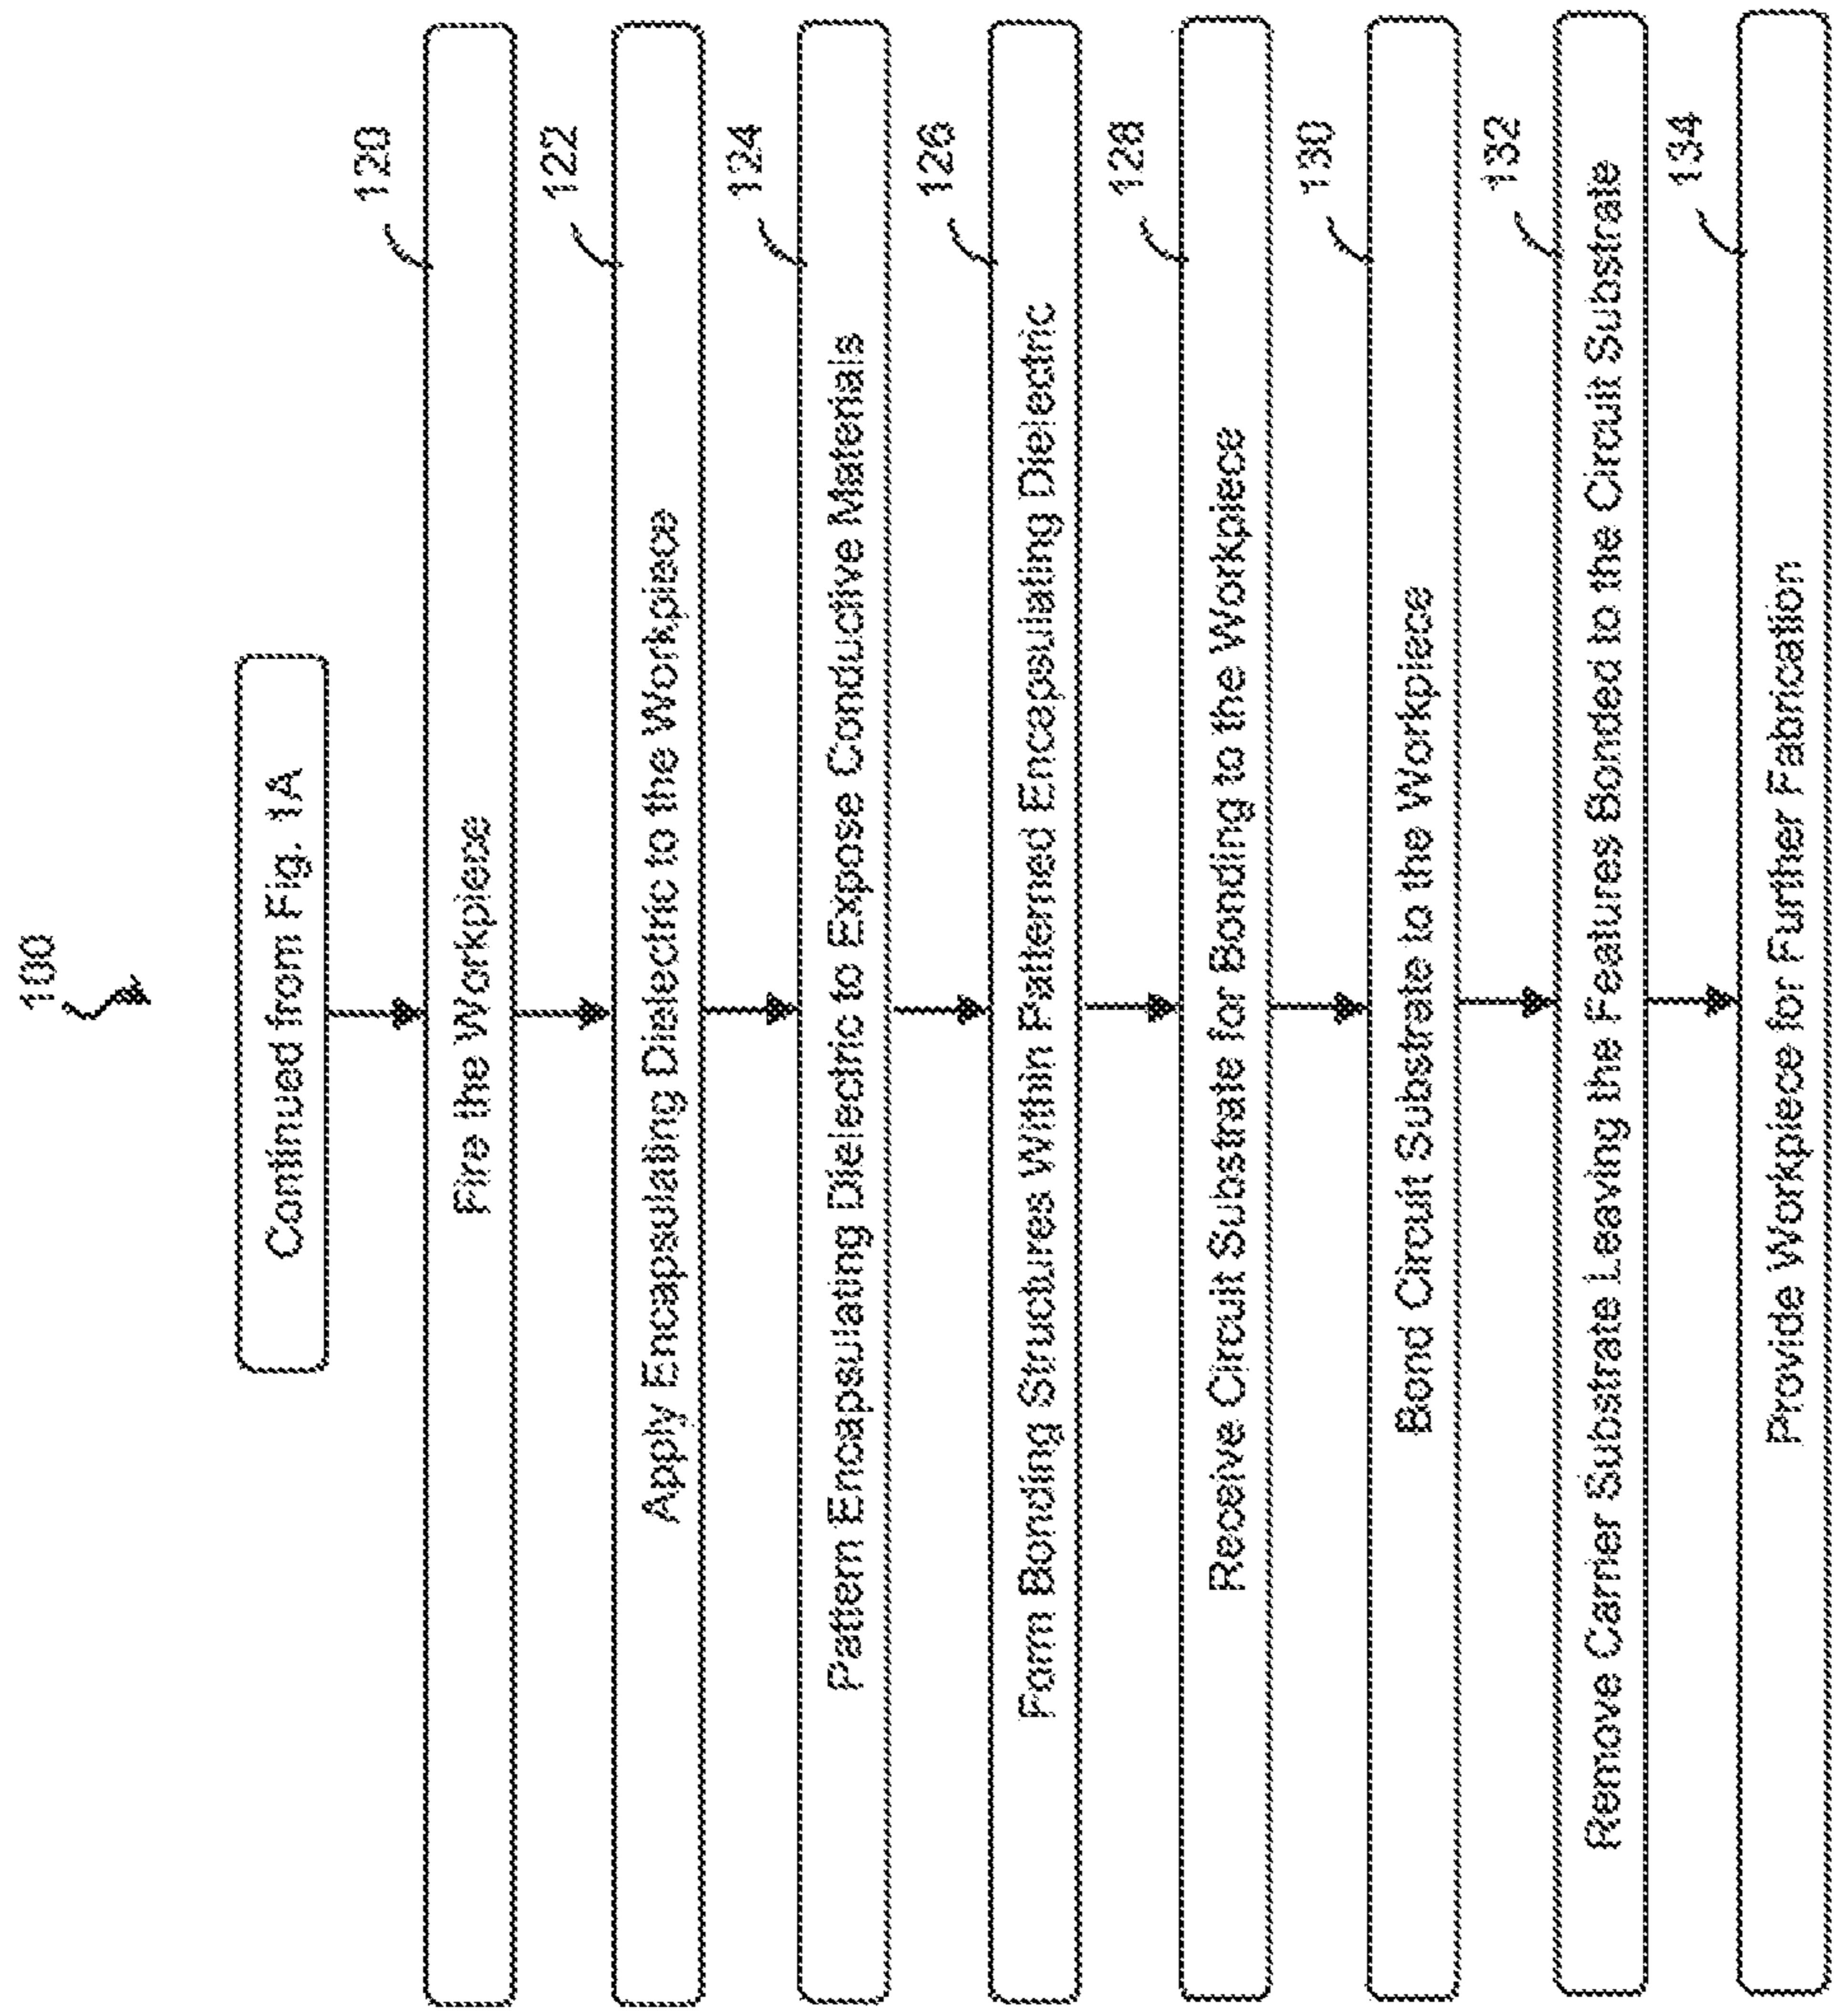 100
Continued from Fig. 1A
120
Fire the Workpiece
122
Apply Encapsulating Dielectric to the Workpiece
124
Pattern Encapsulating Dielectric to Expose Conductive Materials
126
Form Bonding Structures Within Patterned Encapsulating Dielectric
128
Receive Circuit Substrate for Bonding to the Workpiece
130
Bond Circuit Substrate to the Workpiece
132
Remove Carrier Substrate Leaving the Features Bonded to the Circuit Substrate
134
Provide Workpiece for Further Fabrication